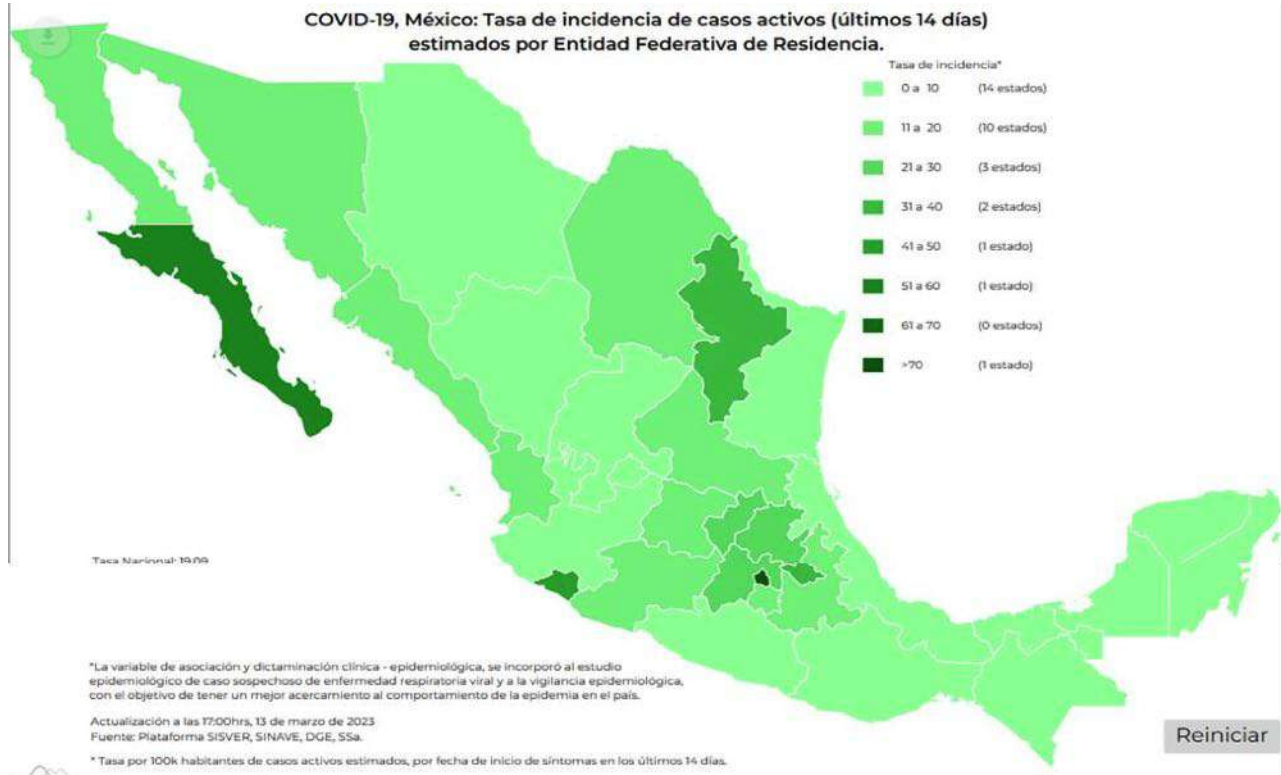 COVID-19, México: Tasa de incidencia de casos activos (últimos 14 días)
estimados por Entidad Federativa de Residencia.
Tasa de incidencia*
0 a 10 (14 estados)
11 a 20 (10 estados)
21 a 30 (3 estados)
31 a 40 (2 estados)
41 a 50 (1 estado)
51 a 60 (1 estado)
61 a 70 (0 estados)
>70 (1 estado)
Tasa Nacional: 19.09
*La variable de asociación y dictaminación clínica - epidemiológica, se incorporó al estudio
epidemiológico de caso sospechoso de enfermedad respiratoria viral y a la vigilancia epidemiológica,
con el objetivo de tener un mejor acercamiento al comportamiento de la epidemia en el país.
Actualización a las 17:00hrs, 13 de marzo de 2023
Fuente: Plataforma SISVER, SINAVE, DGE, SSa.
* Tasa por 100k habitantes de casos activos estimados, por fecha de inicio de síntomas en los últimos 14 días.
Reiniciar